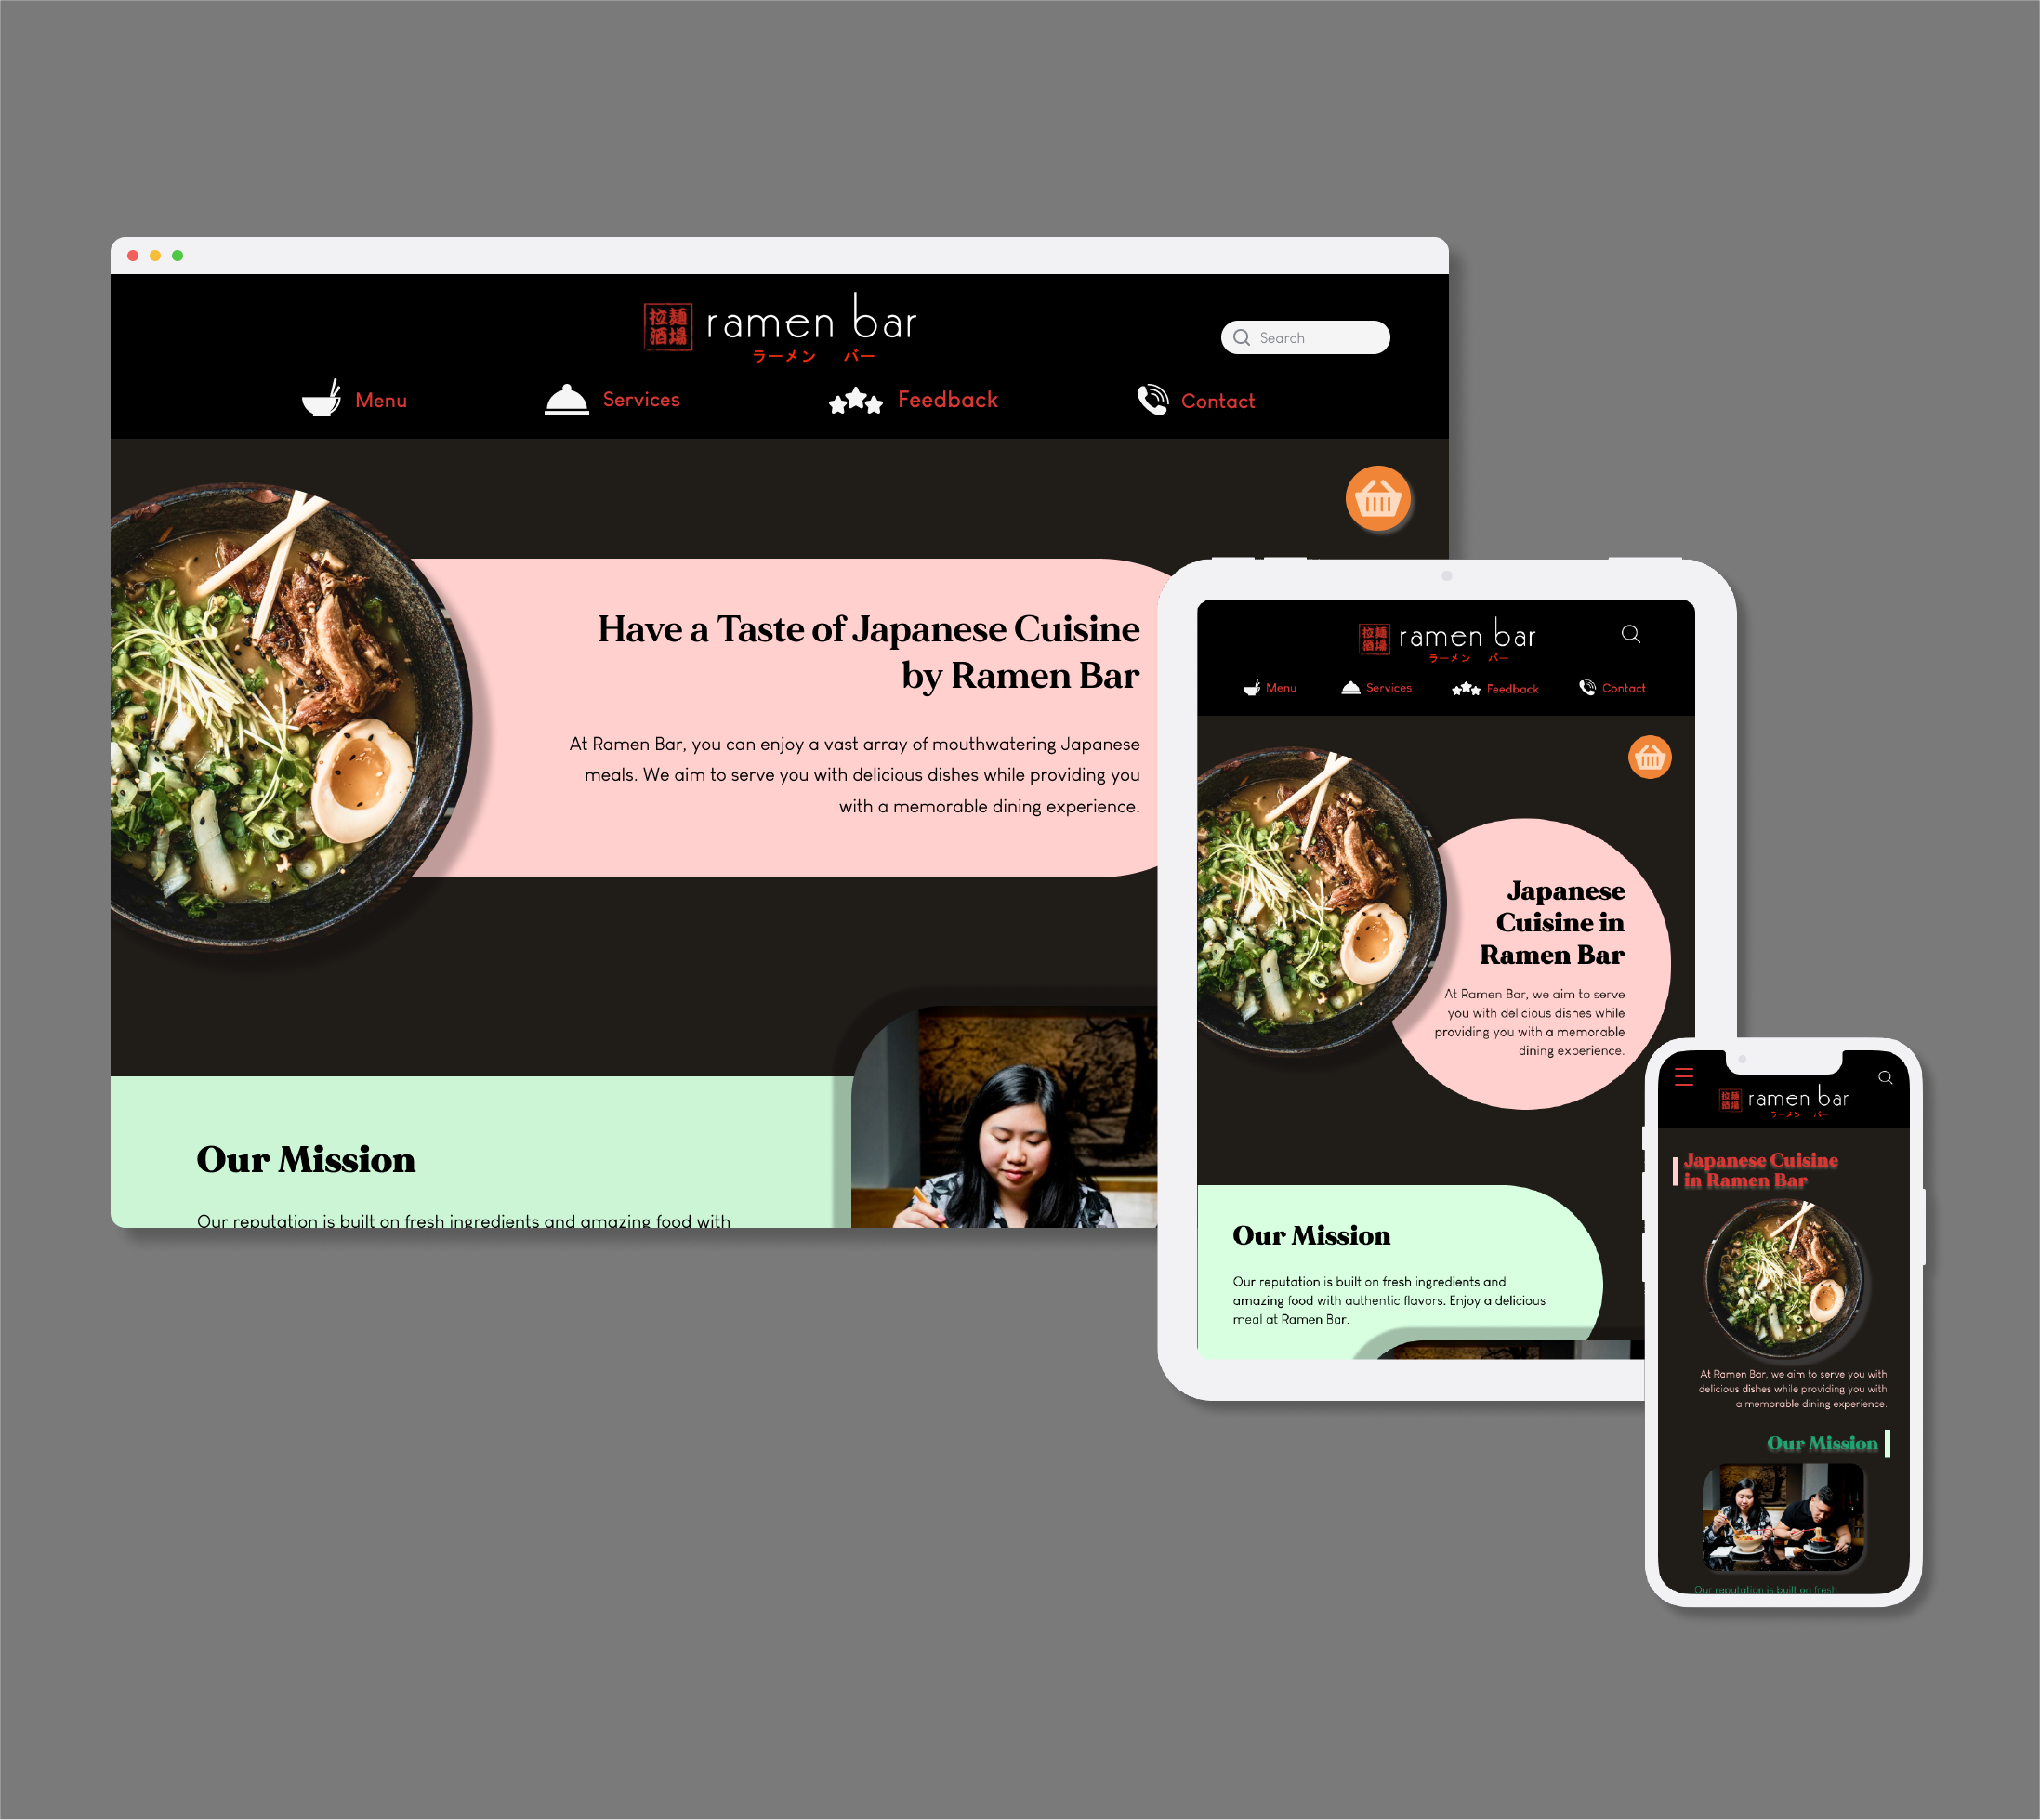 拉麺
酒場
ramen bar
ラーメン バー
Search
Menu
Services
Feedback
Contact
Have a Taste of Japanese Cuisine
by Ramen Bar
At Ramen Bar, you can enjoy a vast array of mouthwatering Japanese
meals. We aim to serve you with delicious dishes while providing you
with a memorable dining experience.
Our Mission
Our reputation is built on fresh ingredients and amazing food with
拉麺
酒場
ramen bar
ラーメン バー
Menu
Services
Feedback
Contact
Japanese
Cuisine in
Ramen Bar
At Ramen Bar, we aim to serve
you with delicious dishes while
providing you with a memorable
dining experience.
Our Mission
Our reputation is built on fresh ingredients and
amazing food with authentic flavors. Enjoy a delicious
meal at Ramen Bar.
拉麺
酒場
ramen bar
ラーメン バー
Japanese Cuisine
in Ramen Bar
At Ramen Bar, we aim to serve you with
delicious dishes while providing you with
a memorable dining experience.
Our Mission
Our reputation is built on fresh